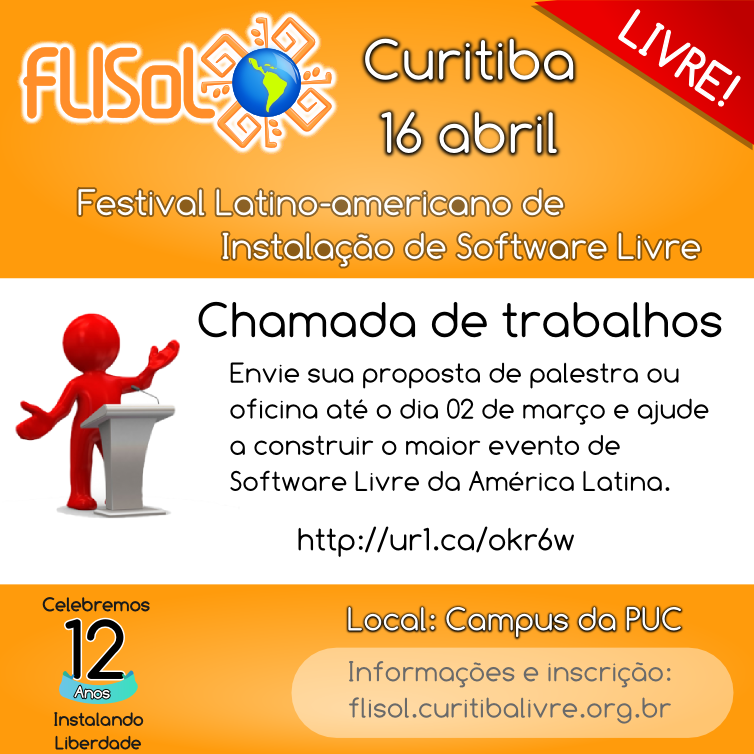 FLISoL
Curitiba
16 abril
LIVRE!
Festival Latino-americano de
Instalação de Software Livre
Chamada de trabalhos
Envie sua proposta de palestra ou
oficina até o dia 02 de março e ajude
a construir o maior evento de
Software Livre da América Latina.
http://ur1.ca/okr6w
Celebremos
12
Anos
Instalando
Liberdade
Local: Campus da PUC
Informações e inscrição:
flisol.curitibalivre.org.br